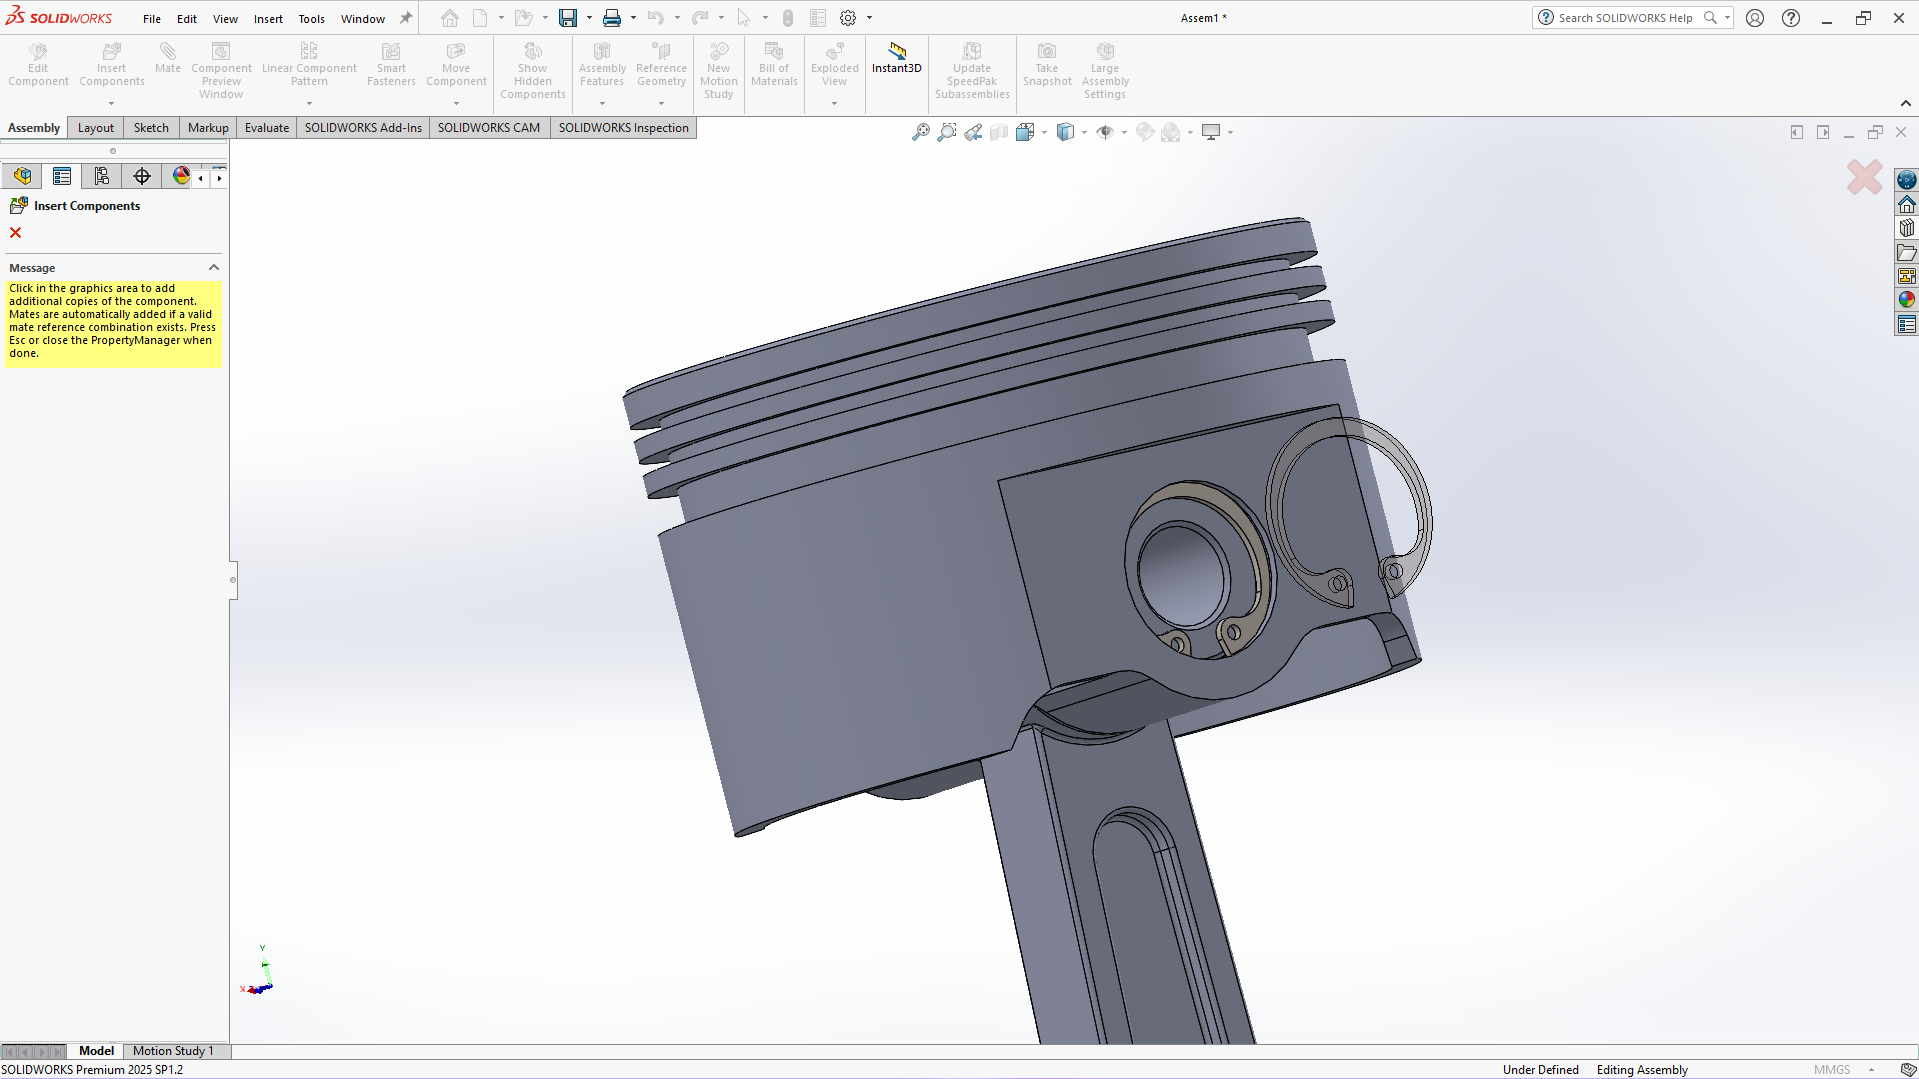 SOLIDWORKS
File Edit View Insert Tools Window
Assem1 *
Search SOLIDWORKS Help
Edit Component
Insert Components
Mate
Component Preview Window
Linear Component Pattern
Smart Fasteners
Move Component
Show Hidden Components
Assembly Features
Reference Geometry
New Motion Study
Bill of Materials
Exploded View
Instant3D
Update SpeedPak Subassemblies
Take Snapshot
Large Assembly Settings
Assembly Layout Sketch Markup Evaluate SOLIDWORKS Add-Ins SOLIDWORKS CAM SOLIDWORKS Inspection
Insert Components
Message
Click in the graphics area to add
additional copies of the component.
Mates are automatically added if a valid
mate reference combination exists. Press
Esc or close the PropertyManager when
done.
Y
X
Model Motion Study 1
SOLIDWORKS Premium 2025 SP1.2
Under Defined Editing Assembly MMGS